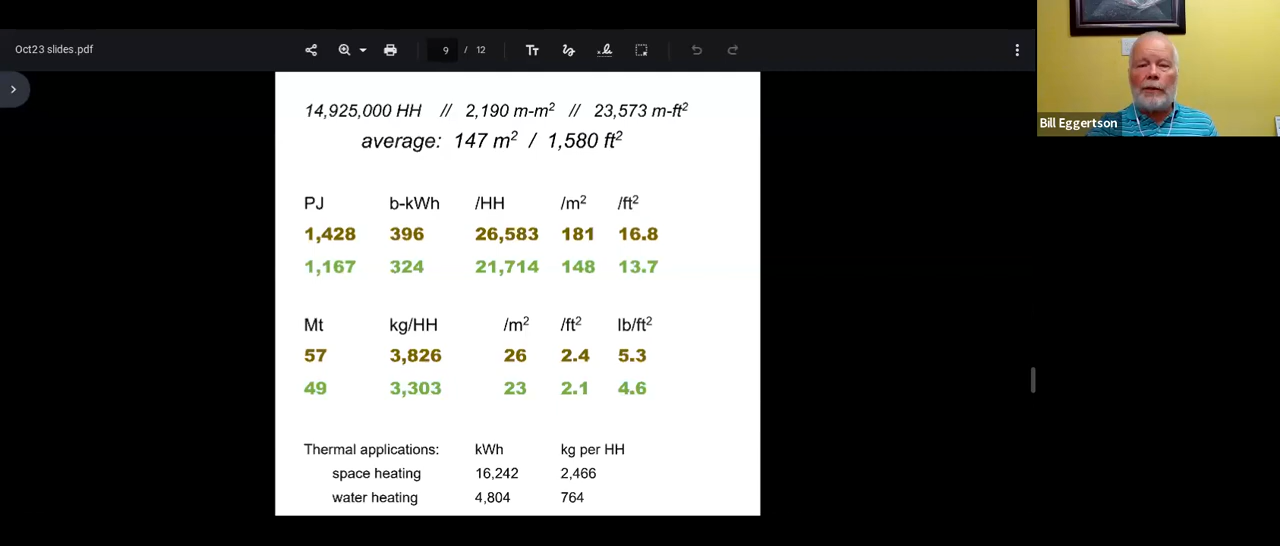 Oct23 slides.pdf
9 / 12
Bill Eggertson
14,925,000 HH // 2,190 m-m² // 23,573 m-ft²
average: 147 m² / 1,580 ft²
PJ b-kWh /HH /m² /ft²
1,428 396 26,583 181 16.8
1,167 324 21,714 148 13.7
Mt kg/HH /m² /ft² lb/ft²
57 3,826 26 2.4 5.3
49 3,303 23 2.1 4.6
Thermal applications: kWh kg per HH
space heating 16,242 2,466
water heating 4,804 764